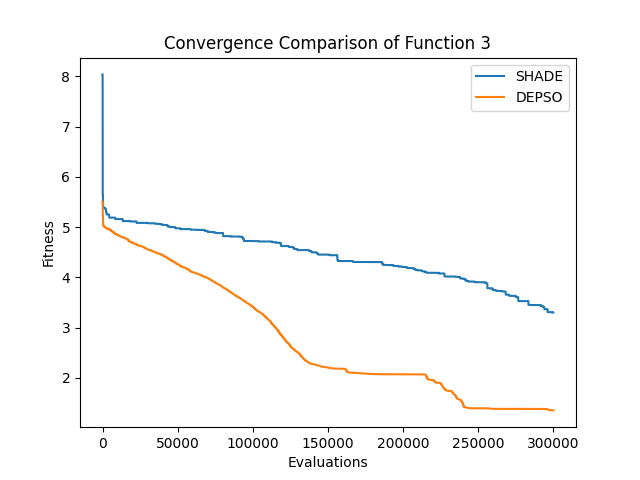 Convergence Comparison of Function 3
SHADE
DEPSO
8
7
6
5
4
3
2
Fitness
0 50000 100000 150000 200000 250000 300000
Evaluations